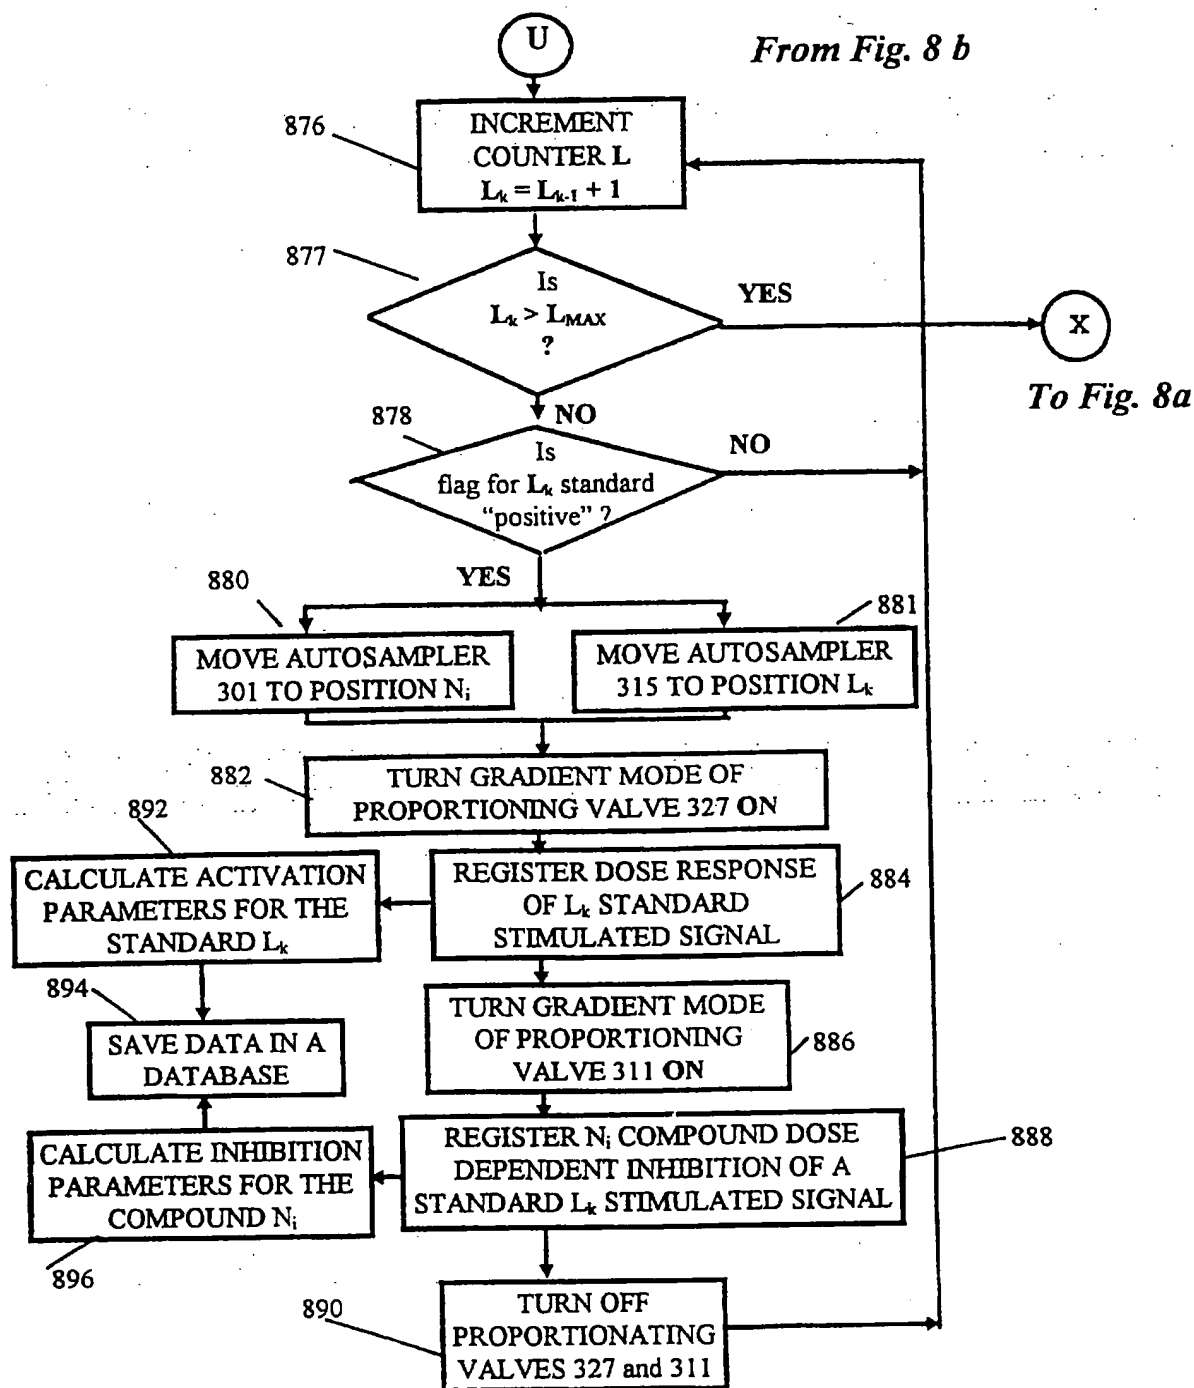 U
From Fig. 8 b
876
INCREMENT
COUNTER L
Lₖ = Lₖ₋₁ + 1
877
Is
Lₖ > L_MAX
?
YES
X
To Fig. 8a
NO
878
Is
flag for Lₖ standard
“positive” ?
NO
YES
880
MOVE AUTOSAMPLER
301 TO POSITION Nᵢ
881
MOVE AUTOSAMPLER
315 TO POSITION Lₖ
882
TURN GRADIENT MODE OF
PROPORTIONING VALVE 327 ON
892
CALCULATE ACTIVATION
PARAMETERS FOR THE
STANDARD Lₖ
REGISTER DOSE RESPONSE
OF Lₖ STANDARD
STIMULATED SIGNAL
884
894
SAVE DATA IN A
DATABASE
TURN GRADIENT MODE
OF PROPORTIONING
VALVE 311 ON
886
CALCULATE INHIBITION
PARAMETERS FOR THE
COMPOUND Nᵢ
896
REGISTER Nᵢ COMPOUND DOSE
DEPENDENT INHIBITION OF A
STANDARD Lₖ STIMULATED SIGNAL
888
890
TURN OFF
PROPORTIONATING
VALVES 327 and 311